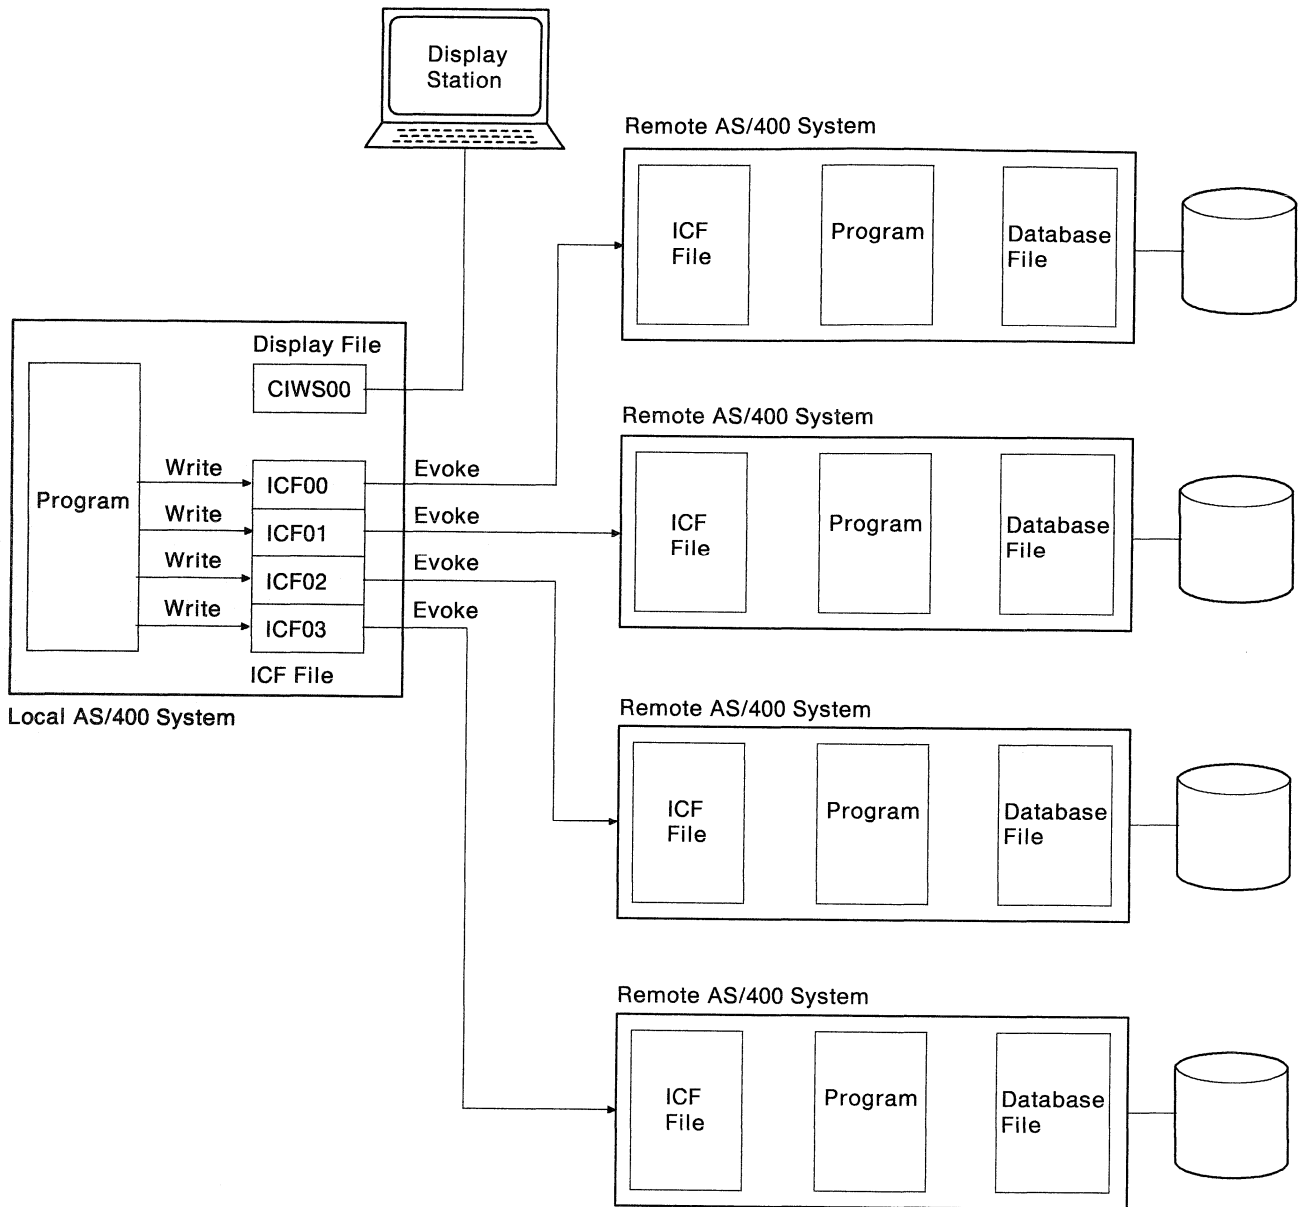 Display
Station
Remote AS/400 System
ICF
File
Program
Database
File
Display File
CIWS00
Program
Write
ICF00
Evoke
Write
ICF01
Evoke
Write
ICF02
Evoke
Write
ICF03
Evoke
ICF File
Local AS/400 System
Remote AS/400 System
ICF
File
Program
Database
File
Remote AS/400 System
ICF
File
Program
Database
File
Remote AS/400 System
ICF
File
Program
Database
File